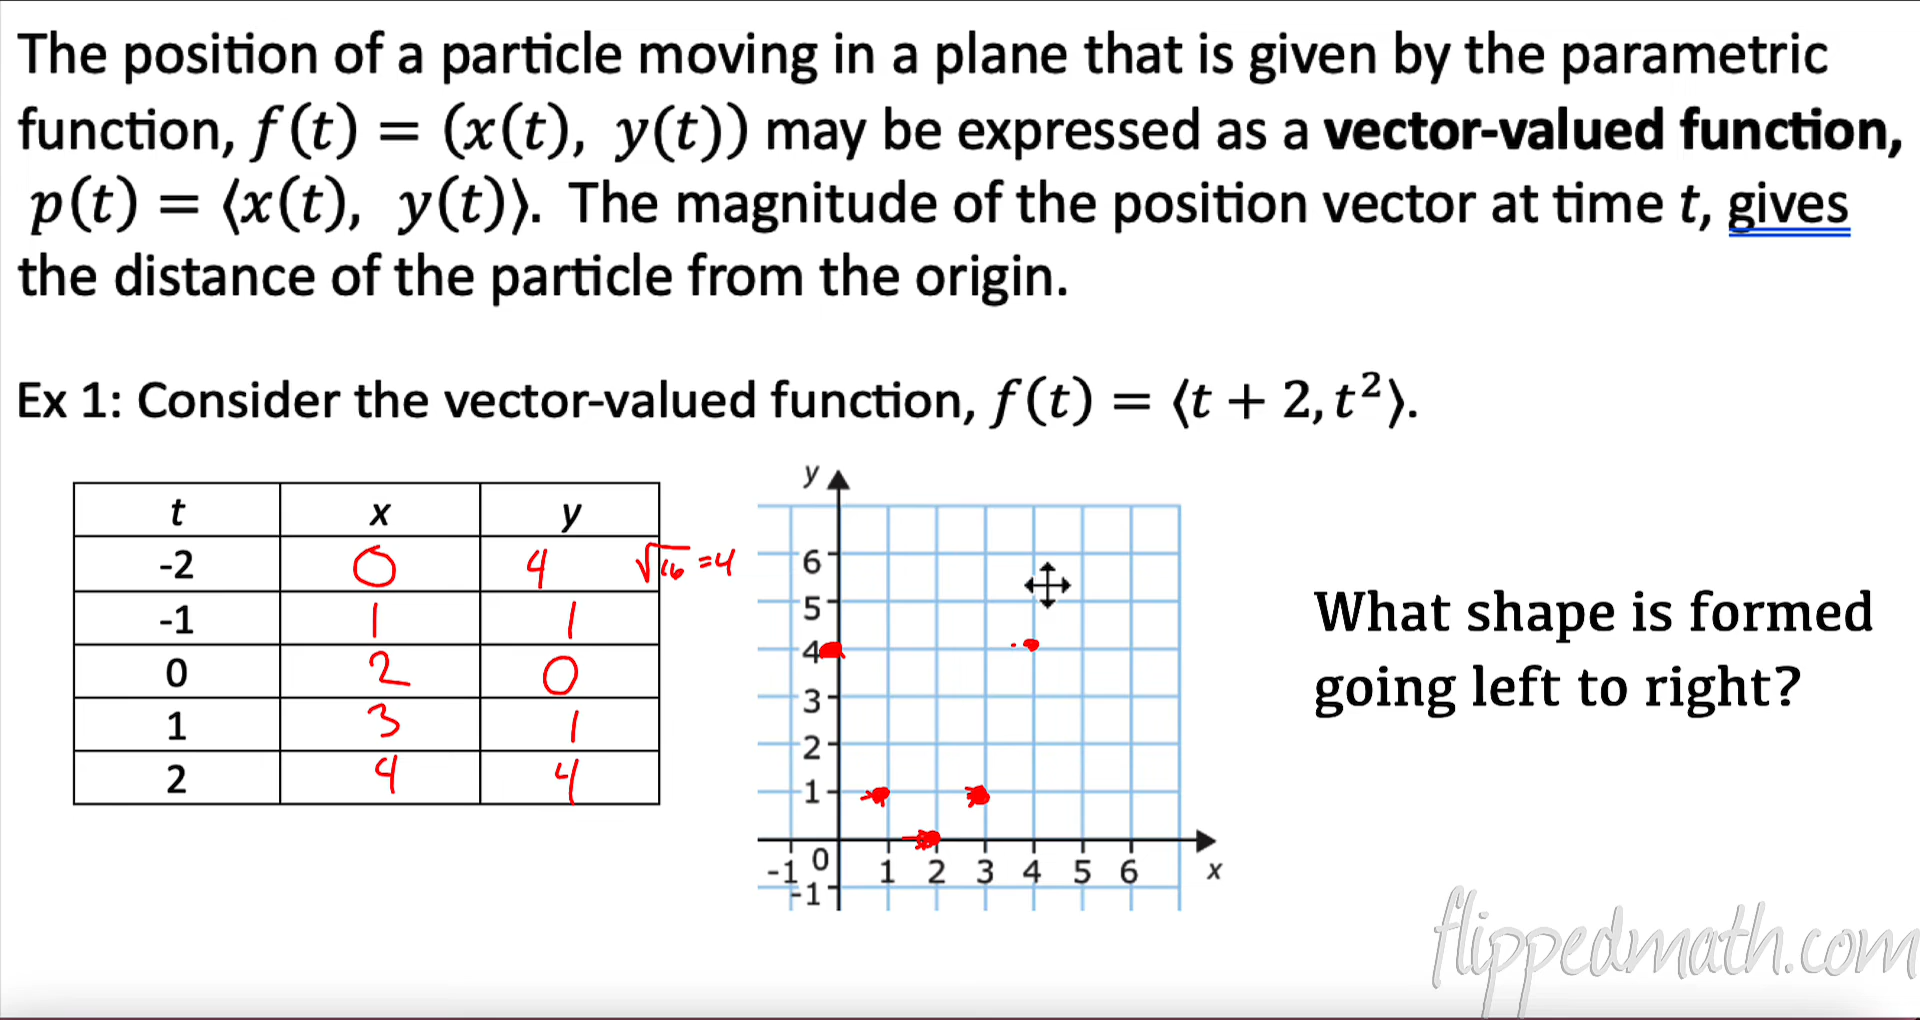 The position of a particle moving in a plane that is given by the parametric
function, f(t) = (x(t), y(t)) may be expressed as a vector-valued function,
p(t) = ⟨x(t), y(t)⟩. The magnitude of the position vector at time t, gives
the distance of the particle from the origin.
Ex 1: Consider the vector-valued function, f(t) = ⟨t + 2, t²⟩.
t x y
-2 0 4 √16 =4
-1 1 1
0 2 0
1 3 1
2 4 4
y
6
5
4
3
2
1
-1 0 1 2 3 4 5 6 x
-1
What shape is formed
going left to right?
flippedmath.com